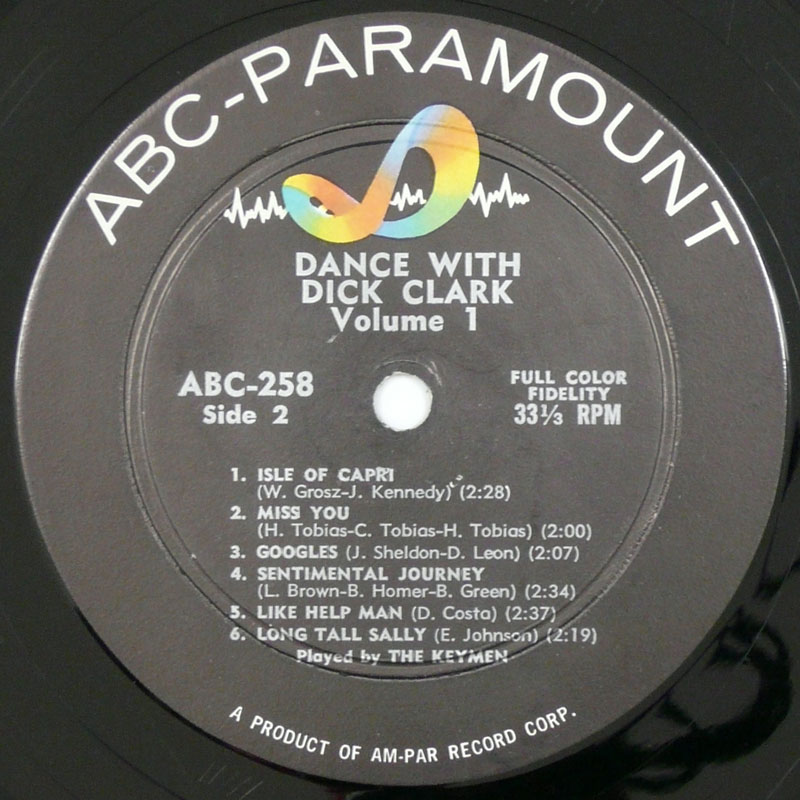 ABC-PARAMOUNT
DANCE WITH
DICK CLARK
Volume 1
ABC-258
Side 2
FULL COLOR
FIDELITY
33⅓ RPM
1. ISLE OF CAPRI
(W. Grosz-J. Kennedy) (2:28)
2. MISS YOU
(H. Tobias-C. Tobias-H. Tobias) (2:00)
3. GOOGLES (J. Sheldon-D. Leon) (2:07)
4. SENTIMENTAL JOURNEY
(L. Brown-B. Homer-B. Green) (2:34)
5. LIKE HELP MAN (D. Costa) (2:37)
6. LONG TALL SALLY (E. Johnson) (2:19)
Played by THE KEYMEN
A PRODUCT OF AM-PAR RECORD CORP.